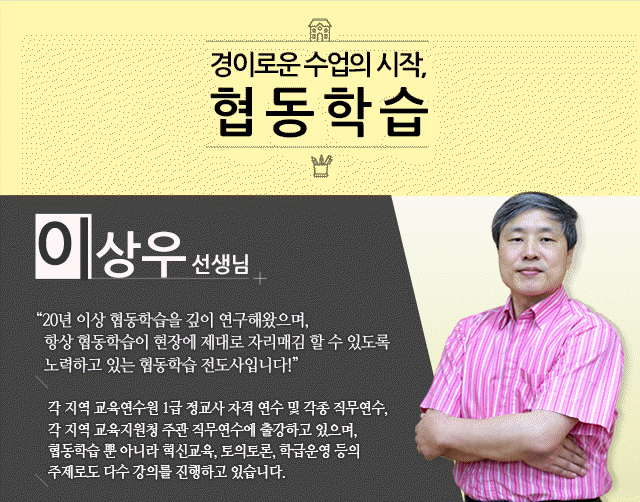 경이로운 수업의 시작,
협동학습
이상우 선생님
“20년 이상 협동학습을 깊이 연구해왔으며,
항상 협동학습이 현장에 제대로 자리매김 할 수 있도록
노력하고 있는 협동학습 전도사입니다!”
각 지역 교육연수원 1급 정교사 자격 연수 및 각종 직무연수,
각 지역 교육지원청 주관 직무연수에 출강하고 있으며,
협동학습 뿐 아니라 혁신교육, 토의토론, 학급운영 등의
주제로도 다수 강의를 진행하고 있습니다.